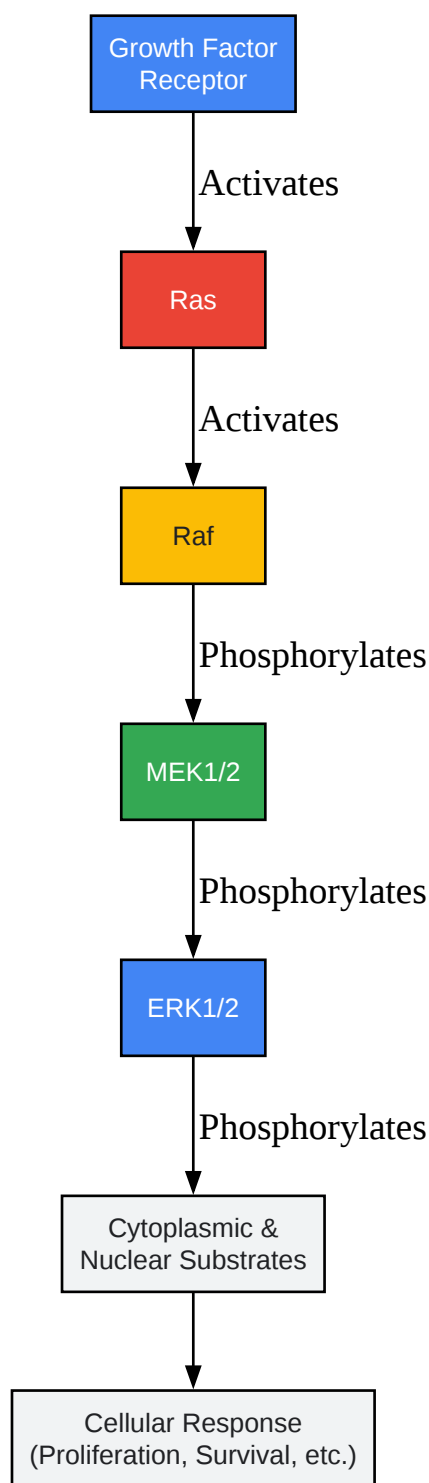 Growth Factor
Receptor
Activates
Ras
Activates
Raf
Phosphorylates
MEK1/2
Phosphorylates
ERK1/2
Phosphorylates
Cytoplasmic &
Nuclear Substrates
Cellular Response
(Proliferation, Survival, etc.)